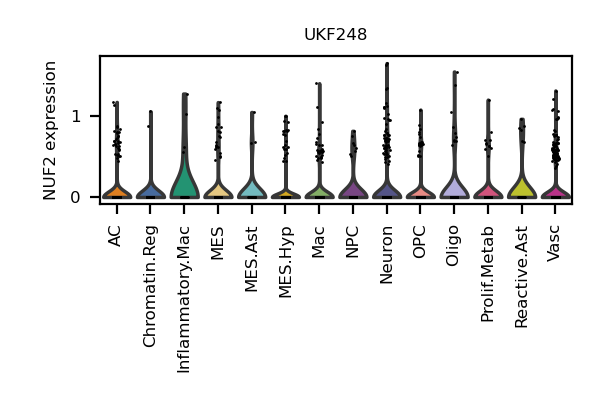 UKF248
NUF2 expression
1
0
AC
Chromatin.Reg
Inflammatory.Mac
MES
MES.Ast
MES.Hyp
Mac
NPC
Neuron
OPC
Oligo
Prolif.Metab
Reactive.Ast
Vasc